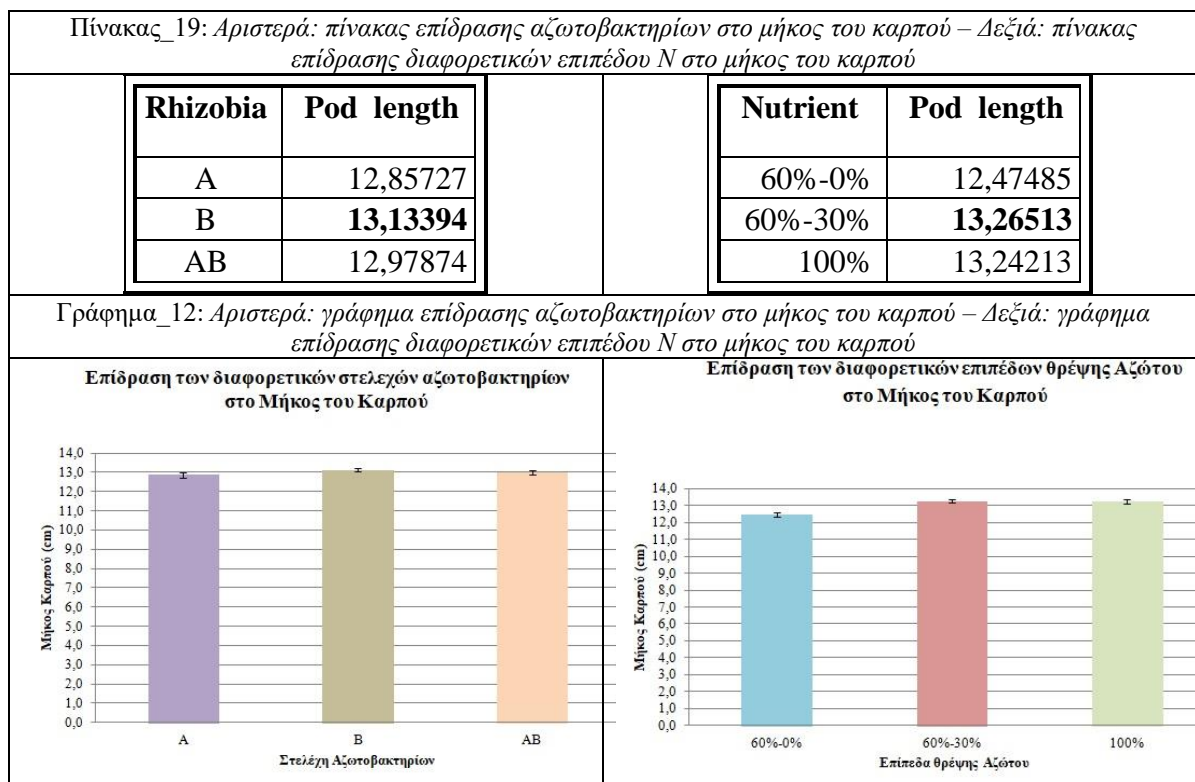 Πίνακας_19: Αριστερά: πίνακας επίδρασης αζωτοβακτηρίων στο μήκος του καρπού – Δεξιά: πίνακας
επίδρασης διαφορετικών επιπέδου Ν στο μήκος του καρπού
Rhizobia Pod length
A 12,85727
B 13,13394
AB 12,97874
Nutrient Pod length
60%-0% 12,47485
60%-30% 13,26513
100% 13,24213
Γράφημα_12: Αριστερά: γράφημα επίδρασης αζωτοβακτηρίων στο μήκος του καρπού – Δεξιά: γράφημα
επίδρασης διαφορετικών επιπέδου Ν στο μήκος του καρπού
Επίδραση των διαφορετικών στελεχών αζωτοβακτηρίων
στο Μήκος του Καρπού
Μήκος Καρπού (cm)
14,0
13,0
12,0
11,0
10,0
9,0
8,0
7,0
6,0
5,0
4,0
3,0
2,0
1,0
0,0
A B AB
Στελέχη Αζωτοβακτηρίων
Επίδραση των διαφορετικών επιπέδων θρέψης Αζώτου
στο Μήκος του Καρπού
Μήκος Καρπού (cm)
14,0
13,0
12,0
11,0
10,0
9,0
8,0
7,0
6,0
5,0
4,0
3,0
2,0
1,0
0,0
60%-0% 60%-30% 100%
Επίπεδα θρέψης Αζώτου